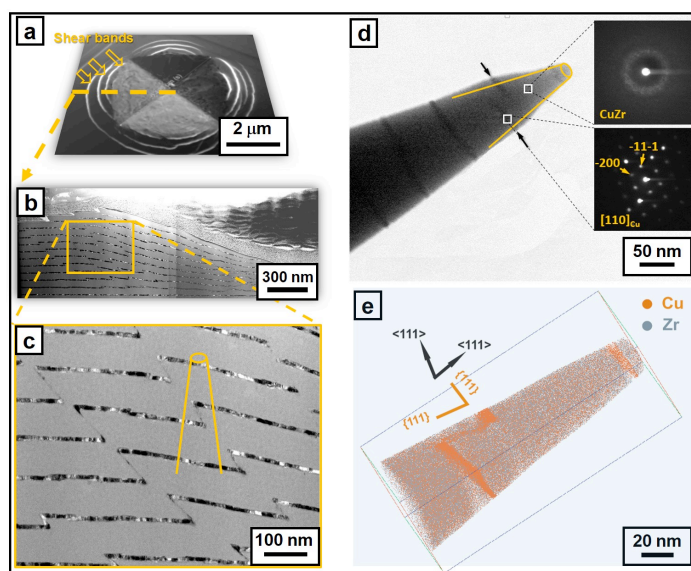 a
Shear bands
2 μm
b
300 nm
c
100 nm
d
CuZr
-11-1
-200
[110]Cu
50 nm
e
Cu
Zr
<111>
<111>
{111}
{111}
20 nm